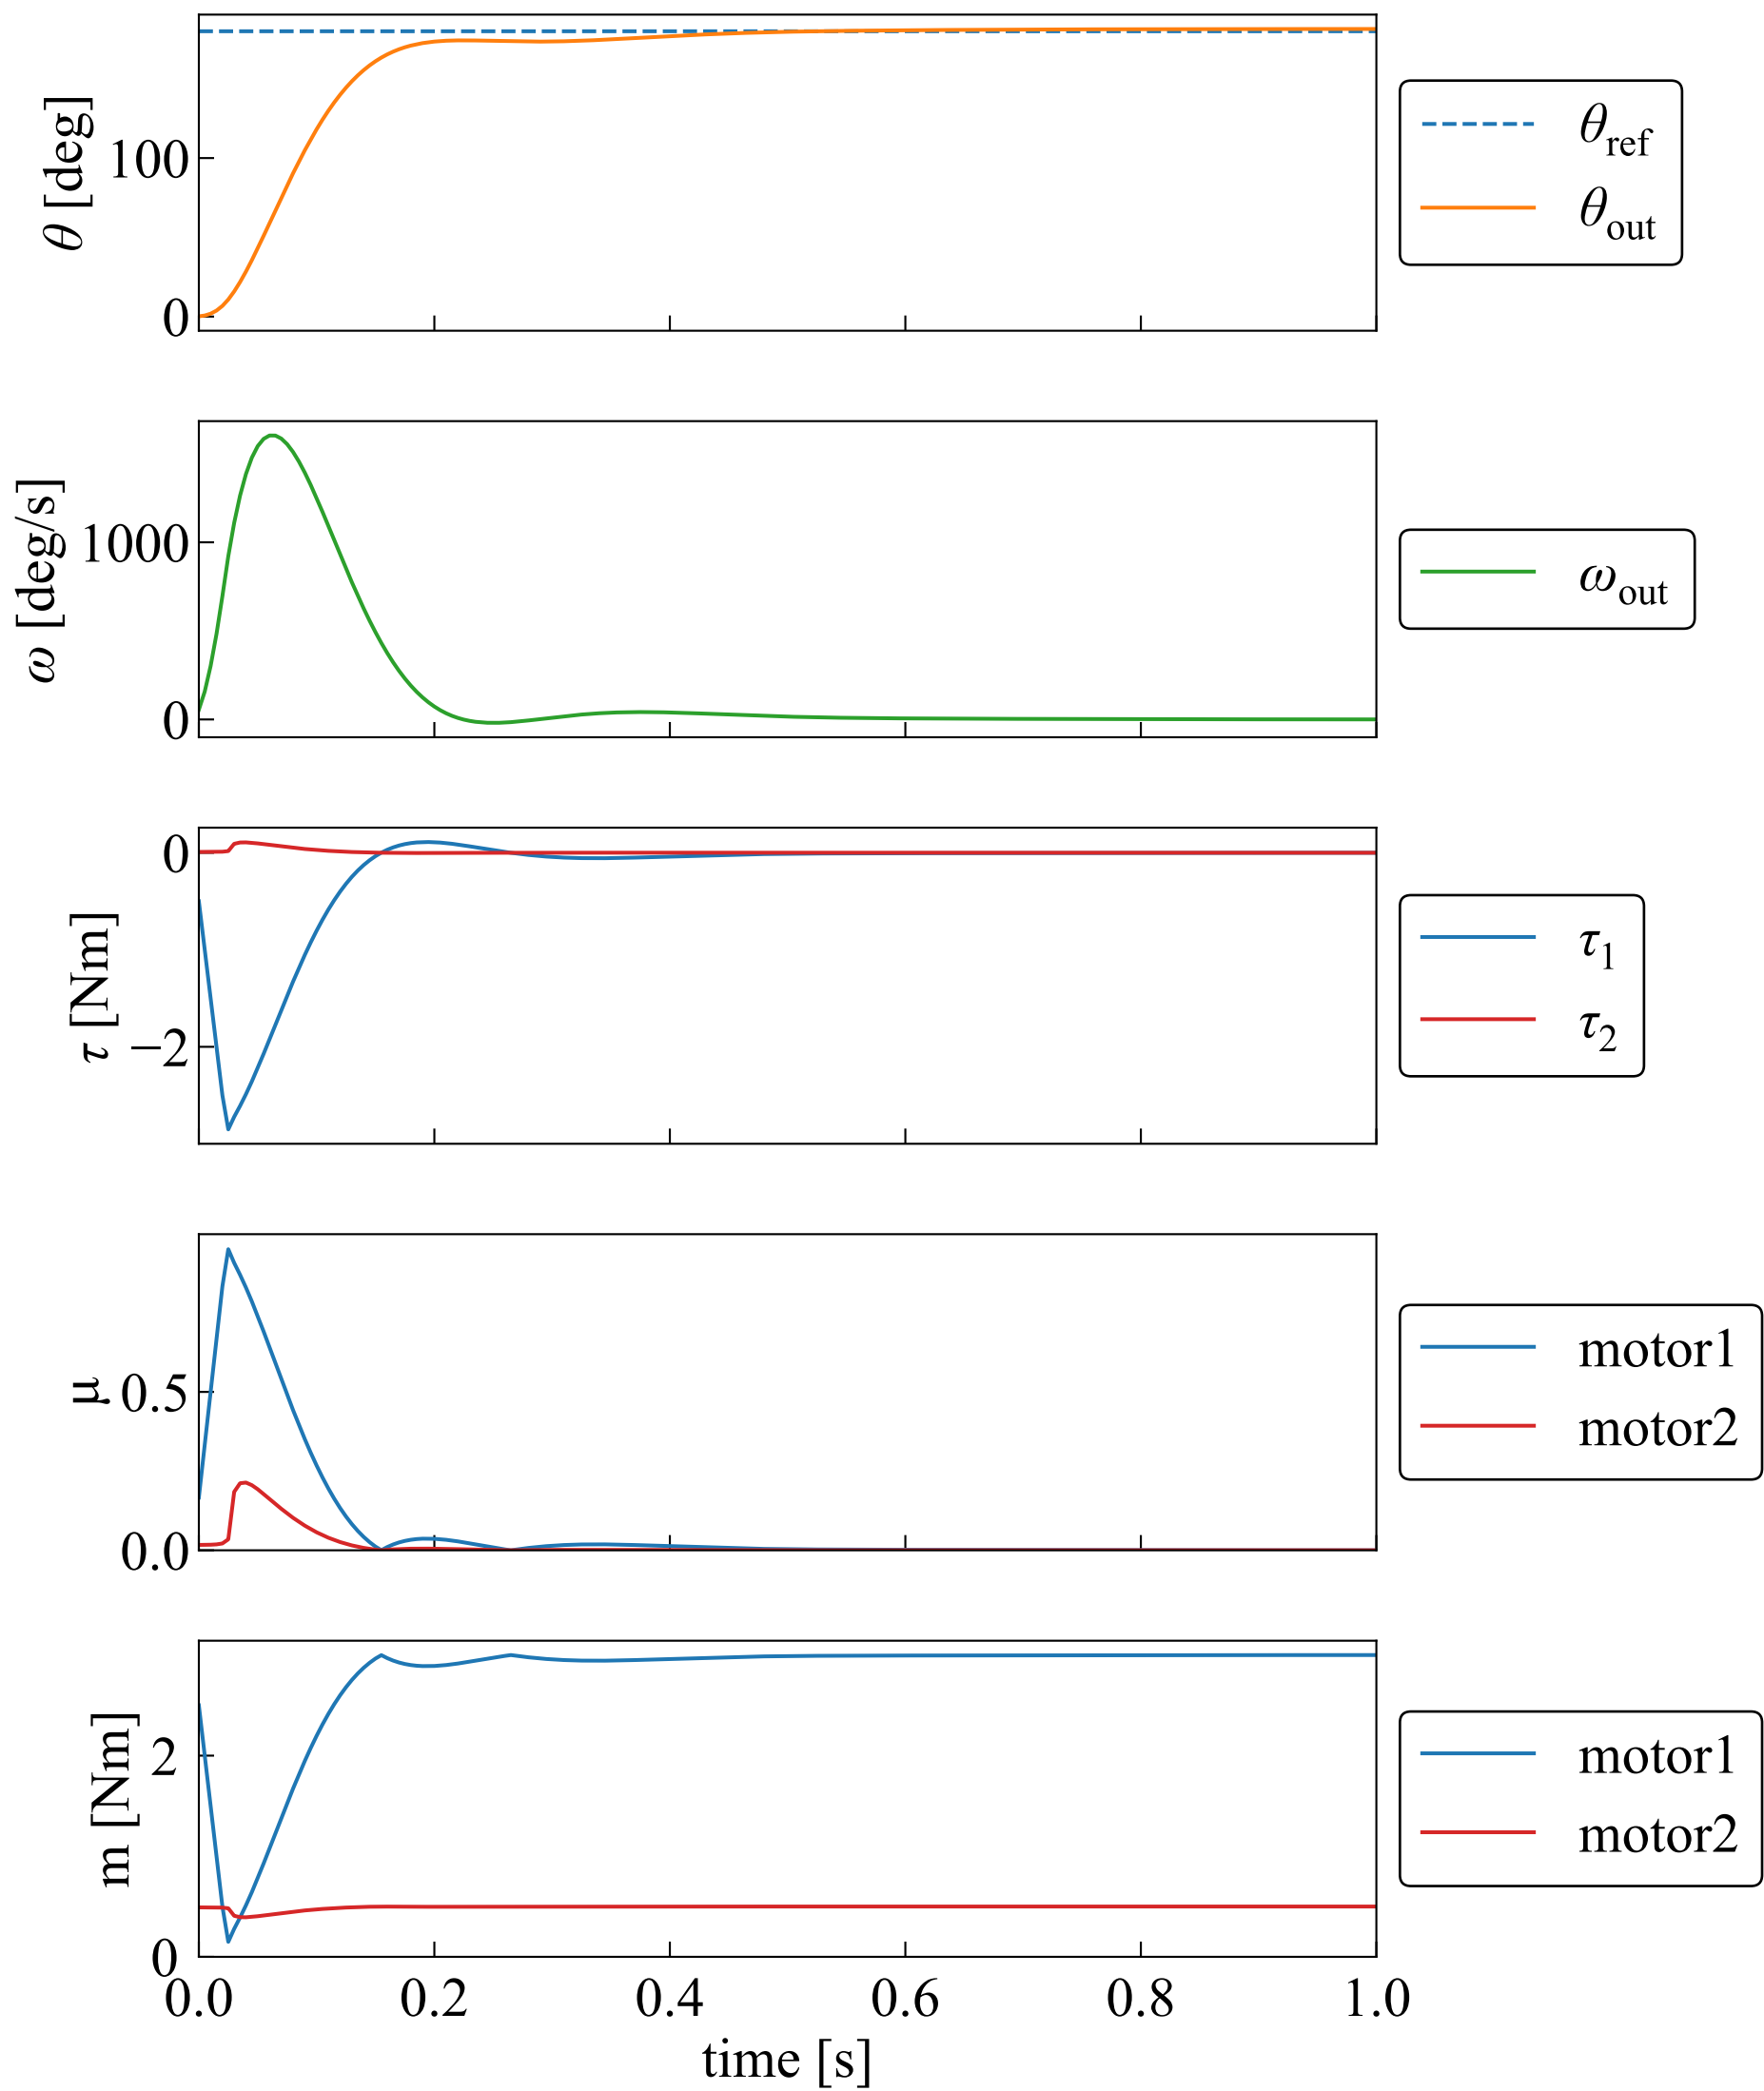 θ [deg]
100
0
θref
θout
ω [deg/s]
1000
0
ωout
τ [Nm]
0
−2
τ1
τ2
μ
0.5
0.0
motor1
motor2
m [Nm]
2
0
motor1
motor2
0.0 0.2 0.4 0.6 0.8 1.0
time [s]